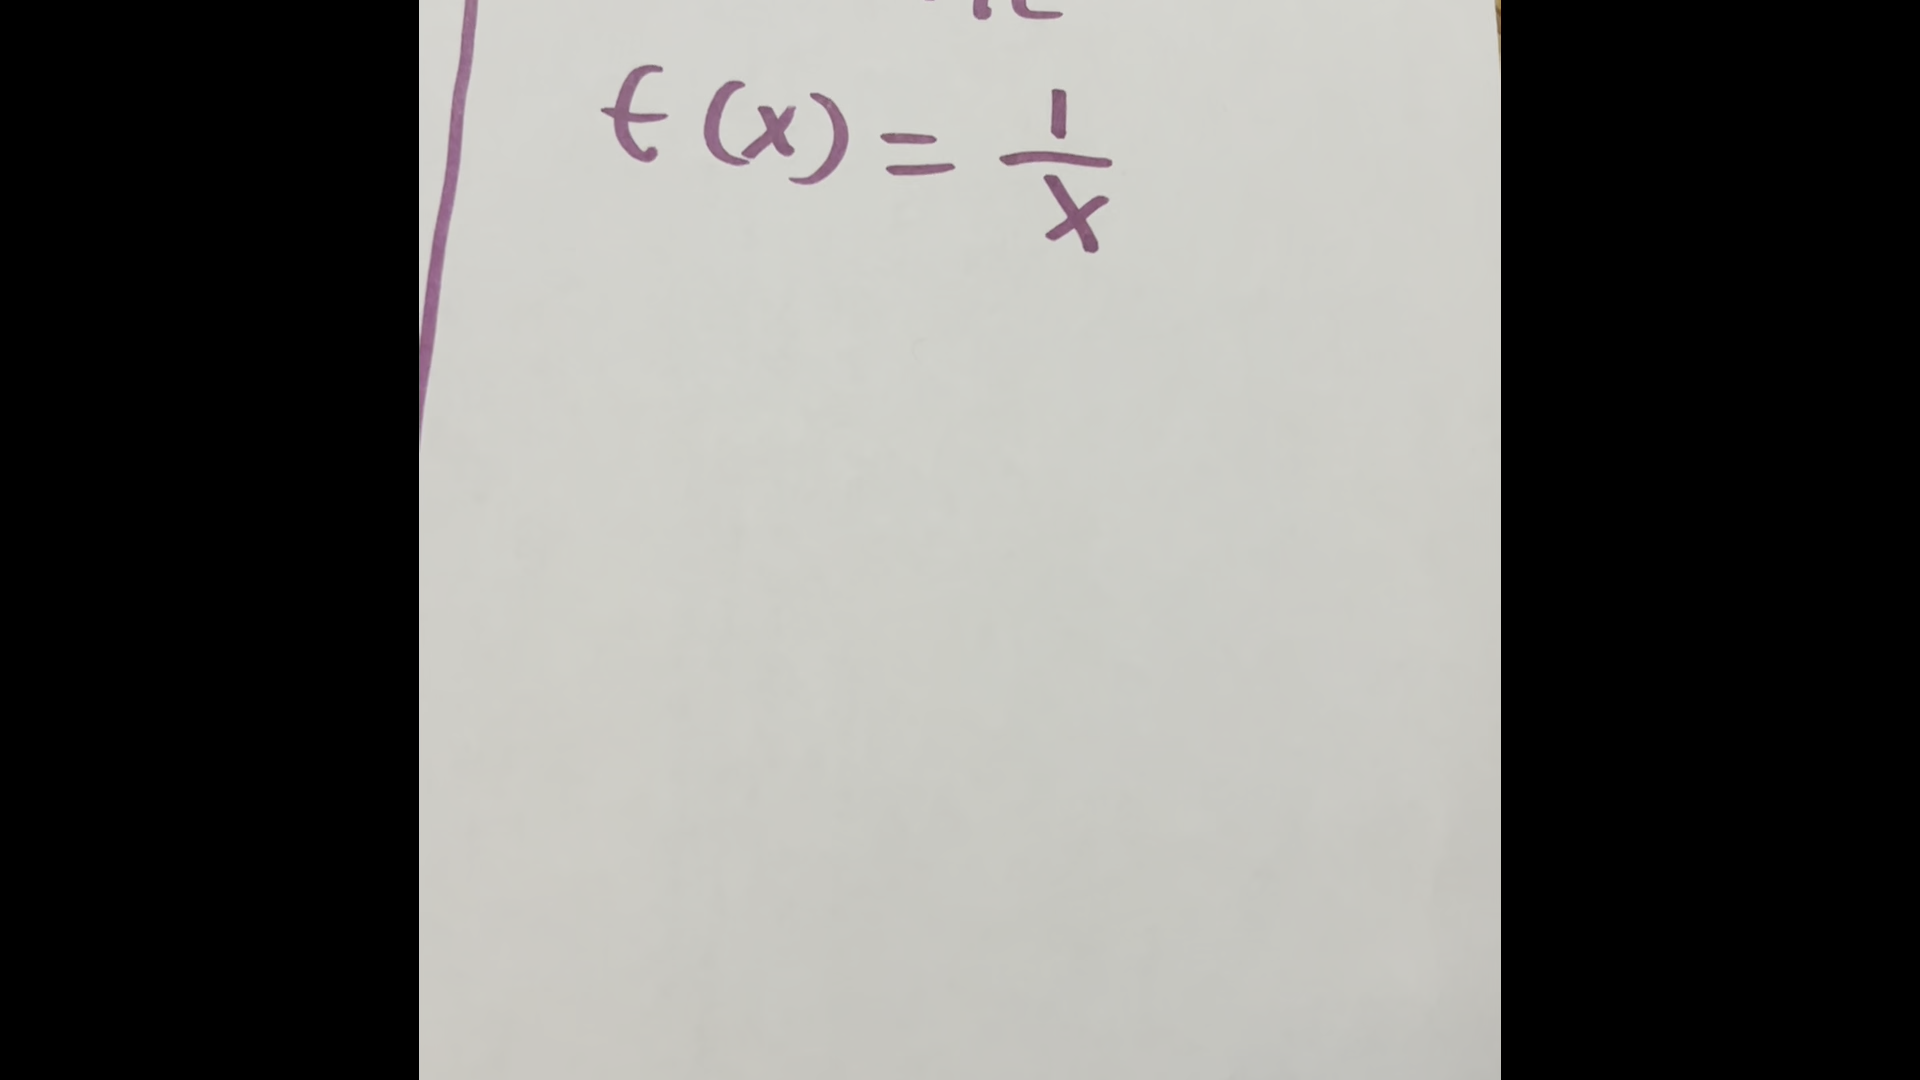 f(x) = 1/x